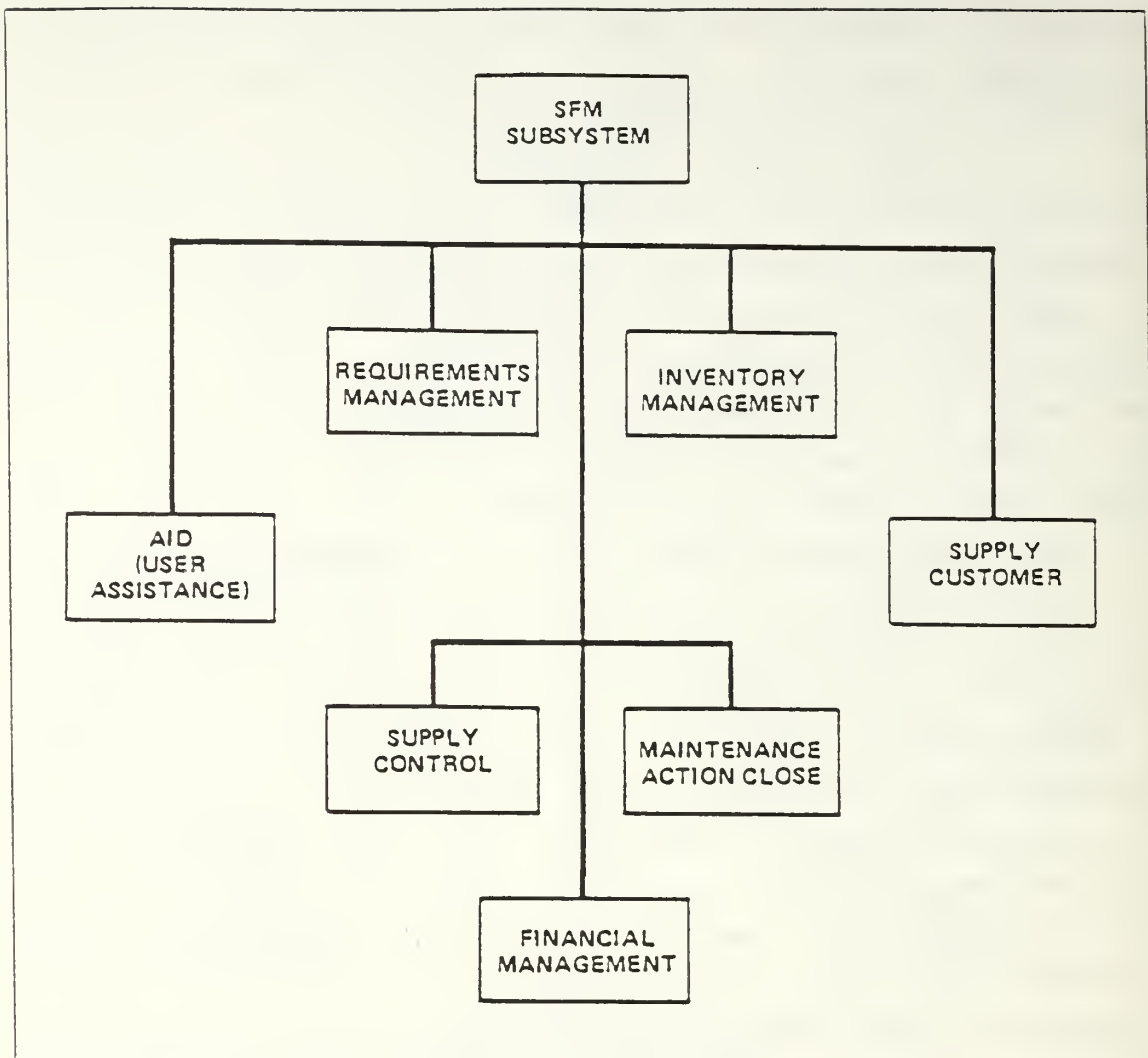 SFM
SUBSYSTEM
REQUIREMENTS
MANAGEMENT
INVENTORY
MANAGEMENT
AID
(USER
ASSISTANCE)
SUPPLY
CUSTOMER
SUPPLY
CONTROL
MAINTENANCE
ACTION CLOSE
FINANCIAL
MANAGEMENT